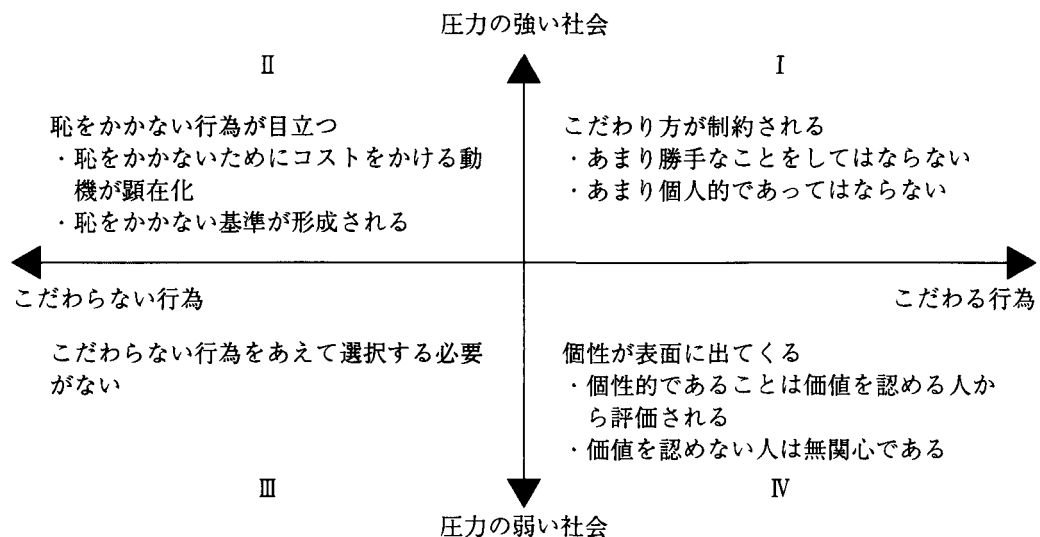 圧力の強い社会
Ⅱ
Ⅰ
恥をかかない行為が目立つ
・恥をかかないためにコストをかける動
機が顕在化
・恥をかかない基準が形成される
こだわり方が制約される
・あまり勝手なことをしてはならない
・あまり個人的であってはならない
こだわらない行為
こだわる行為
こだわらない行為をあえて選択する必要
がない
個性が表面に出てくる
・個性的であることは価値を認める人か
ら評価される
・価値を認めない人は無関心である
Ⅲ
Ⅳ
圧力の弱い社会